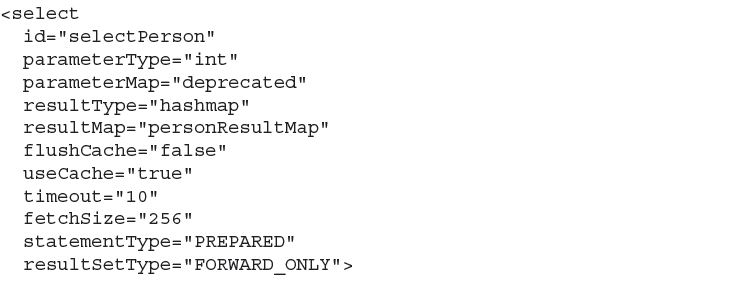 <select
  id="selectPerson"
  parameterType="int"
  parameterMap="deprecated"
  resultType="hashmap"
  resultMap="personResultMap"
  flushCache="false"
  useCache="true"
  timeout="10"
  fetchSize="256"
  statementType="PREPARED"
  resultSetType="FORWARD_ONLY">